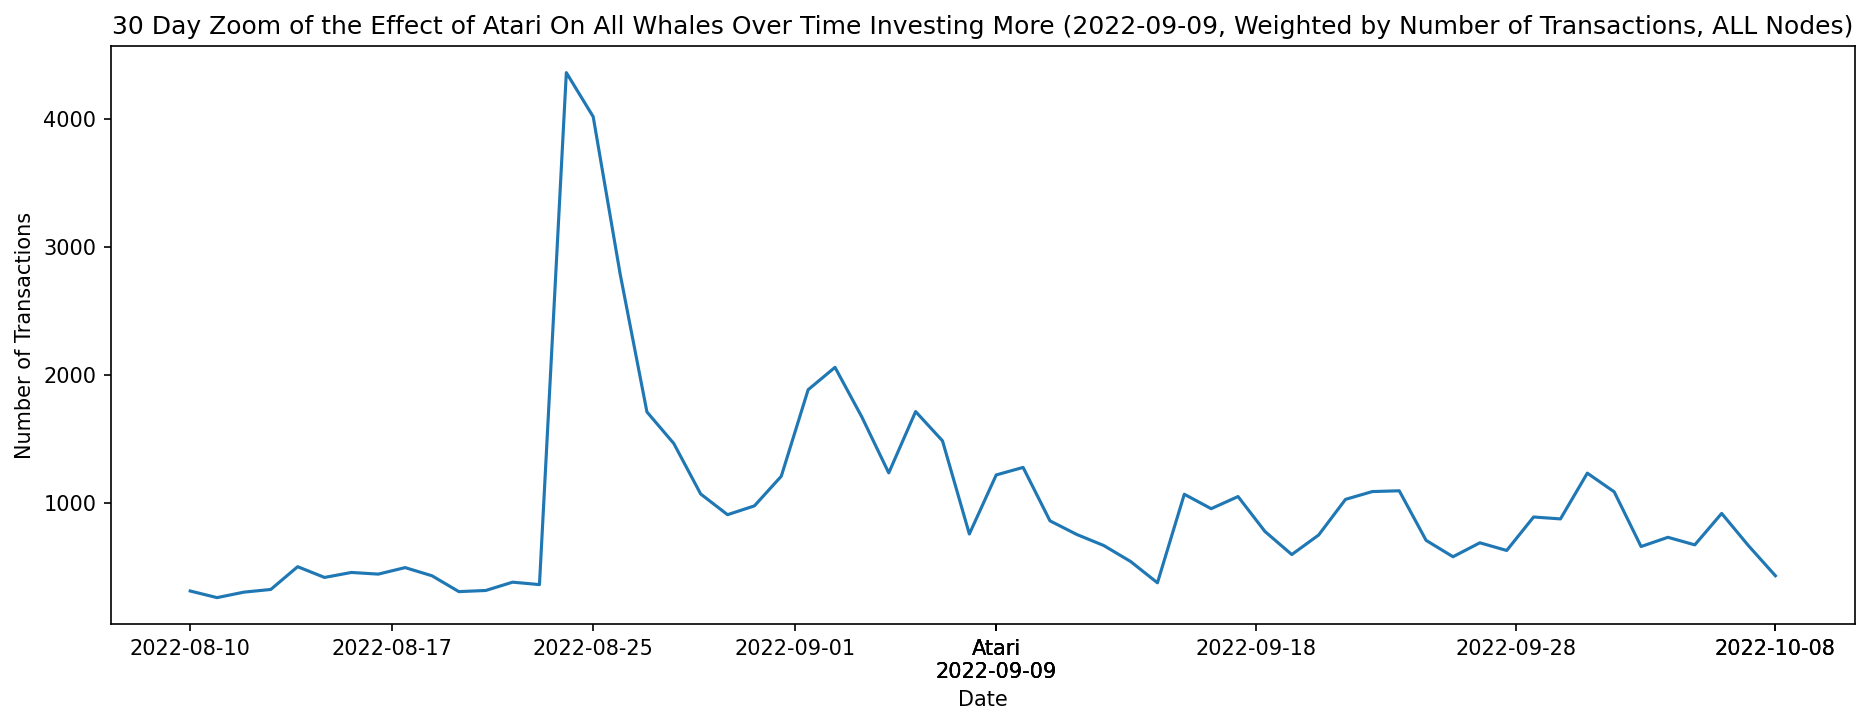 30 Day Zoom of the Effect of Atari On All Whales Over Time Investing More (2022-09-09, Weighted by Number of Transactions, ALL Nodes)
4000
3000
2000
1000
Number of Transactions
2022-08-10 2022-08-17 2022-08-25 2022-09-01 Atari 2022-09-18 2022-09-28 2022-10-08
2022-09-09
Date